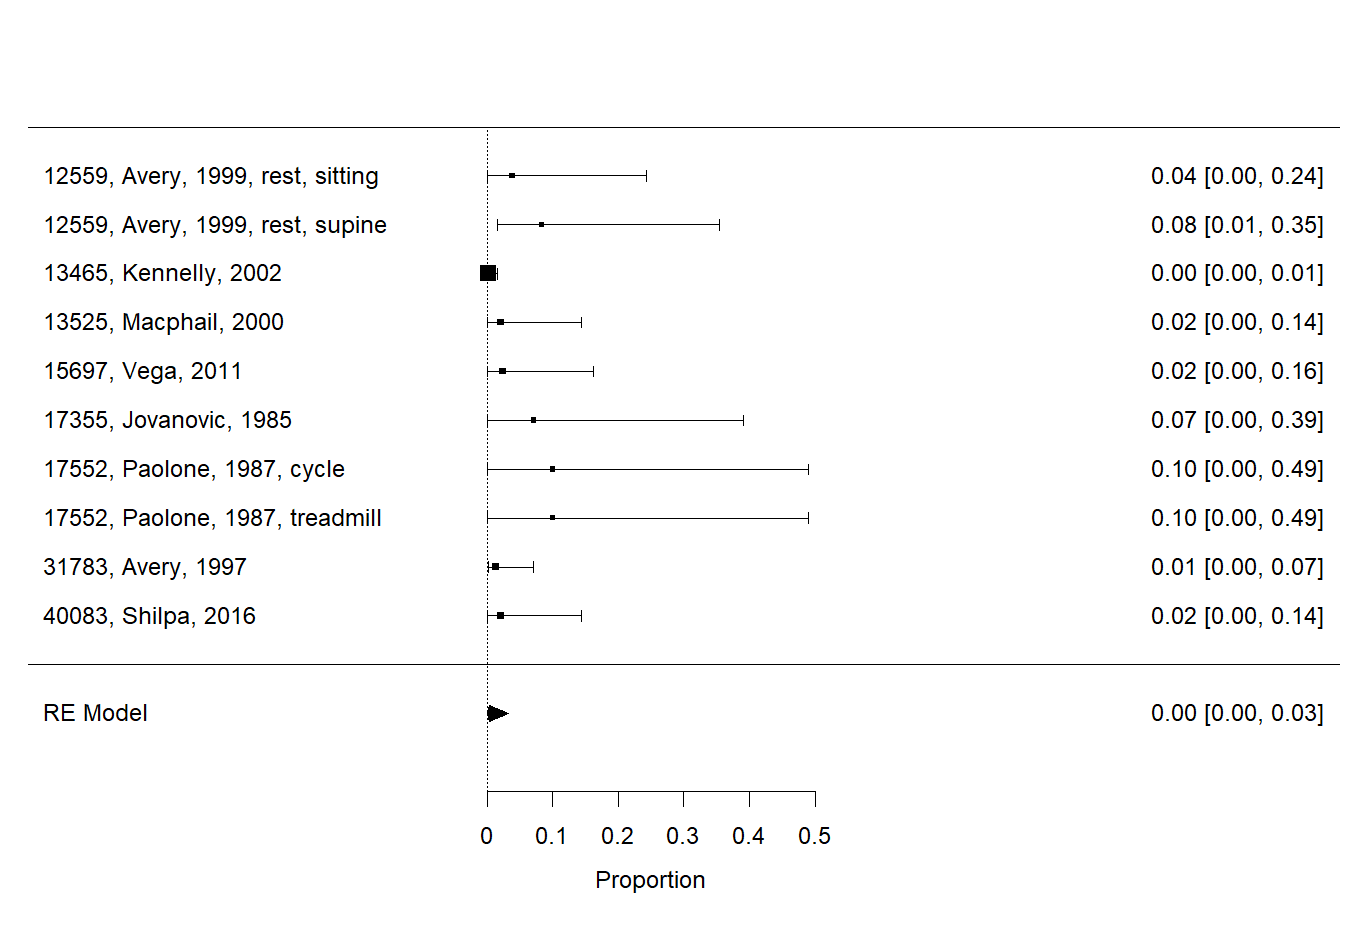 12559, Avery, 1999, rest, sitting 0.04 [0.00, 0.24]
12559, Avery, 1999, rest, supine 0.08 [0.01, 0.35]
13465, Kennelly, 2002 0.00 [0.00, 0.01]
13525, Macphail, 2000 0.02 [0.00, 0.14]
15697, Vega, 2011 0.02 [0.00, 0.16]
17355, Jovanovic, 1985 0.07 [0.00, 0.39]
17552, Paolone, 1987, cycle 0.10 [0.00, 0.49]
17552, Paolone, 1987, treadmill 0.10 [0.00, 0.49]
31783, Avery, 1997 0.01 [0.00, 0.07]
40083, Shilpa, 2016 0.02 [0.00, 0.14]
RE Model 0.00 [0.00, 0.03]
0 0.1 0.2 0.3 0.4 0.5
Proportion